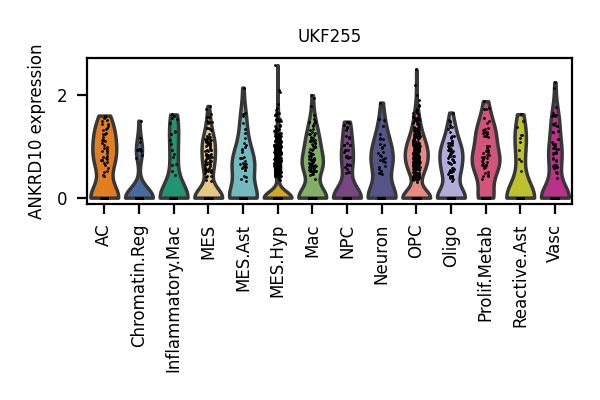 UKF255
ANKRD10 expression
2
0
AC
Chromatin.Reg
Inflammatory.Mac
MES
MES.Ast
MES.Hyp
Mac
NPC
Neuron
OPC
Oligo
Prolif.Metab
Reactive.Ast
Vasc